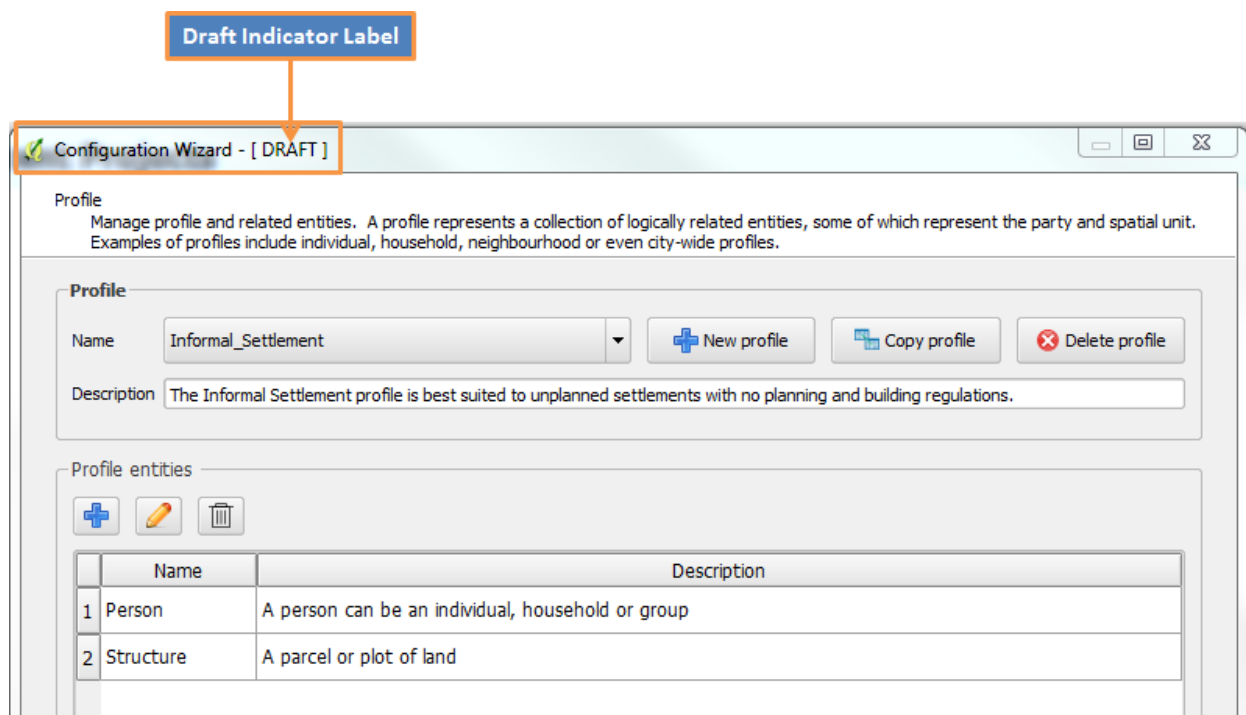 Draft Indicator Label
Configuration Wizard - [ DRAFT ]
Profile
Manage profile and related entities. A profile represents a collection of logically related entities, some of which represent the party and spatial unit.
Examples of profiles include individual, household, neighbourhood or even city-wide profiles.
Profile
Name Informal_Settlement New profile Copy profile Delete profile
Description The Informal Settlement profile is best suited to unplanned settlements with no planning and building regulations.
Profile entities
Name Description
1 Person A person can be an individual, household or group
2 Structure A parcel or plot of land